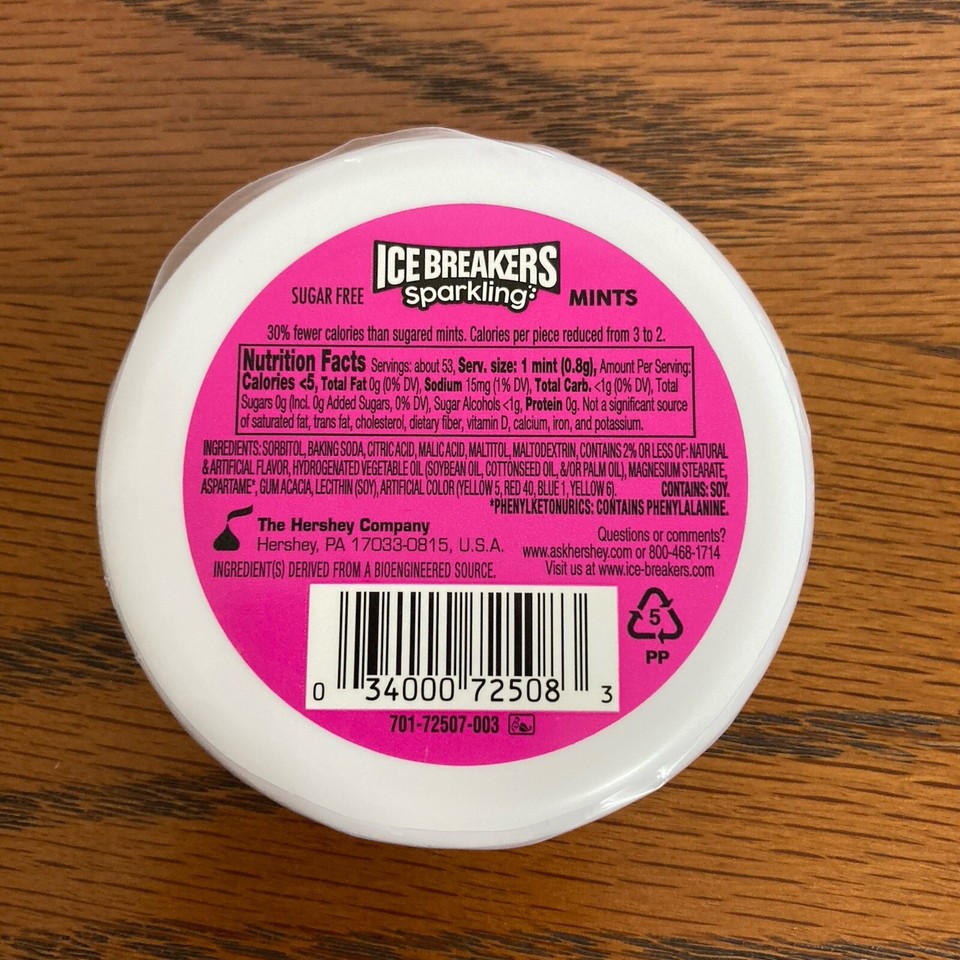 ICE BREAKERS
SUGAR FREE sparkling MINTS
30% fewer calories than sugared mints. Calories per piece reduced from 3 to 2.
Nutrition Facts Servings: about 53, Serv. size: 1 mint (0.8g), Amount Per Serving:
Calories <5, Total Fat 0g (0% DV), Sodium 15mg (1% DV), Total Carb. <1g (0% DV), Total
Sugars 0g (Incl. 0g Added Sugars, 0% DV), Sugar Alcohols <1g, Protein 0g. Not a significant source
of saturated fat, trans fat, cholesterol, dietary fiber, vitamin D, calcium, iron, and potassium.
INGREDIENTS: SORBITOL, BAKING SODA, CITRIC ACID, MALIC ACID, MALTITOL, MALTODEXTRIN, CONTAINS 2% OR LESS OF: NATURAL
& ARTIFICIAL FLAVOR, HYDROGENATED VEGETABLE OIL (SOYBEAN OIL, COTTONSEED OIL, &/OR PALM OIL), MAGNESIUM STEARATE,
ASPARTAME*, GUM ACACIA, LECITHIN (SOY), ARTIFICIAL COLOR (YELLOW 5, RED 40, BLUE 1, YELLOW 6). CONTAINS: SOY.
*PHENYLKETONURICS: CONTAINS PHENYLALANINE.
The Hershey Company
Hershey, PA 17033-0815, U.S.A.
Questions or comments?
www.askhershey.com or 800-468-1714
Visit us at www.ice-breakers.com
INGREDIENT(S) DERIVED FROM A BIOENGINEERED SOURCE.
5
PP
0 34000 72508 3
701-72507-003